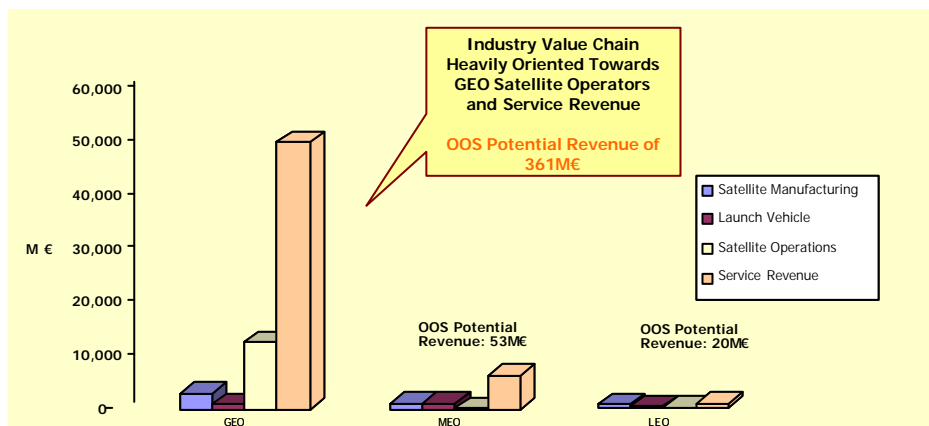 Industry Value Chain
Heavily Oriented Towards
GEO Satellite Operators
and Service Revenue
OOS Potential Revenue of
361M€
60,000
50,000
40,000
M € 30,000
20,000
10,000
0
Satellite Manufacturing
Launch Vehicle
Satellite Operations
Service Revenue
OOS Potential
Revenue: 53M€
OOS Potential
Revenue: 20M€
GEO MEO LEO